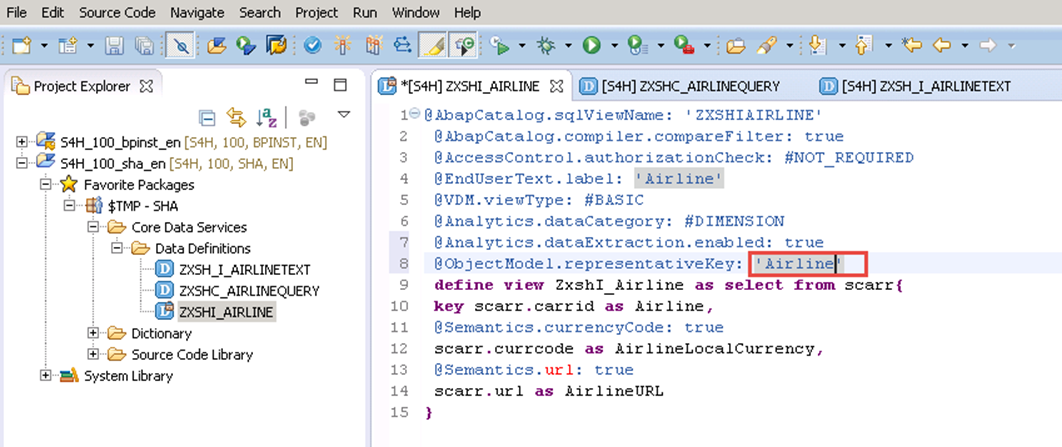 File Edit Source Code Navigate Search Project Run Window Help
Project Explorer
S4H_100_bpinst_en [S4H, 100, BPINST, EN]
S4H_100_sha_en [S4H, 100, SHA, EN]
Favorite Packages
$TMP - SHA
Core Data Services
Data Definitions
ZXSH_I_AIRLINETEXT
ZXSHC_AIRLINEQUERY
ZXSHI_AIRLINE
Dictionary
Source Code Library
System Library
*[S4H] ZXSHI_AIRLINE [S4H] ZXSHC_AIRLINEQUERY [S4H] ZXSH_I_AIRLINETEXT
1 @AbapCatalog.sqlViewName: 'ZXSHIAIRLINE'
2 @AbapCatalog.compiler.compareFilter: true
3 @AccessControl.authorizationCheck: #NOT_REQUIRED
4 @EndUserText.label: 'Airline'
5 @VDM.viewType: #BASIC
6 @Analytics.dataCategory: #DIMENSION
7 @Analytics.dataExtraction.enabled: true
8 @ObjectModel.representativeKey: 'Airline'
9 define view ZxshI_Airline as select from scarr{
10 key scarr.carrid as Airline,
11 @Semantics.currencyCode: true
12 scarr.currcode as AirlineLocalCurrency,
13 @Semantics.url: true
14 scarr.url as AirlineURL
15 }